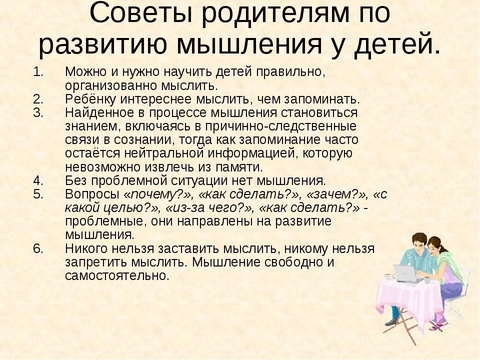 Советы родителям по
развитию мышления у детей.
1. Можно и нужно научить детей правильно,
организованно мыслить.
2. Ребёнку интереснее мыслить, чем запоминать.
3. Найденное в процессе мышления становиться
знанием, включаясь в причинно-следственные
связи в сознании, тогда как запоминание часто
остаётся нейтральной информацией, которую
невозможно извлечь из памяти.
4. Без проблемной ситуации нет мышления.
5. Вопросы «почему?», «как сделать?», «зачем?», «с
какой целью?», «из-за чего?», «как сделать?» -
проблемные, они направлены на развитие
мышления.
6. Никого нельзя заставить мыслить, никому нельзя
запретить мыслить. Мышление свободно и
самостоятельно.